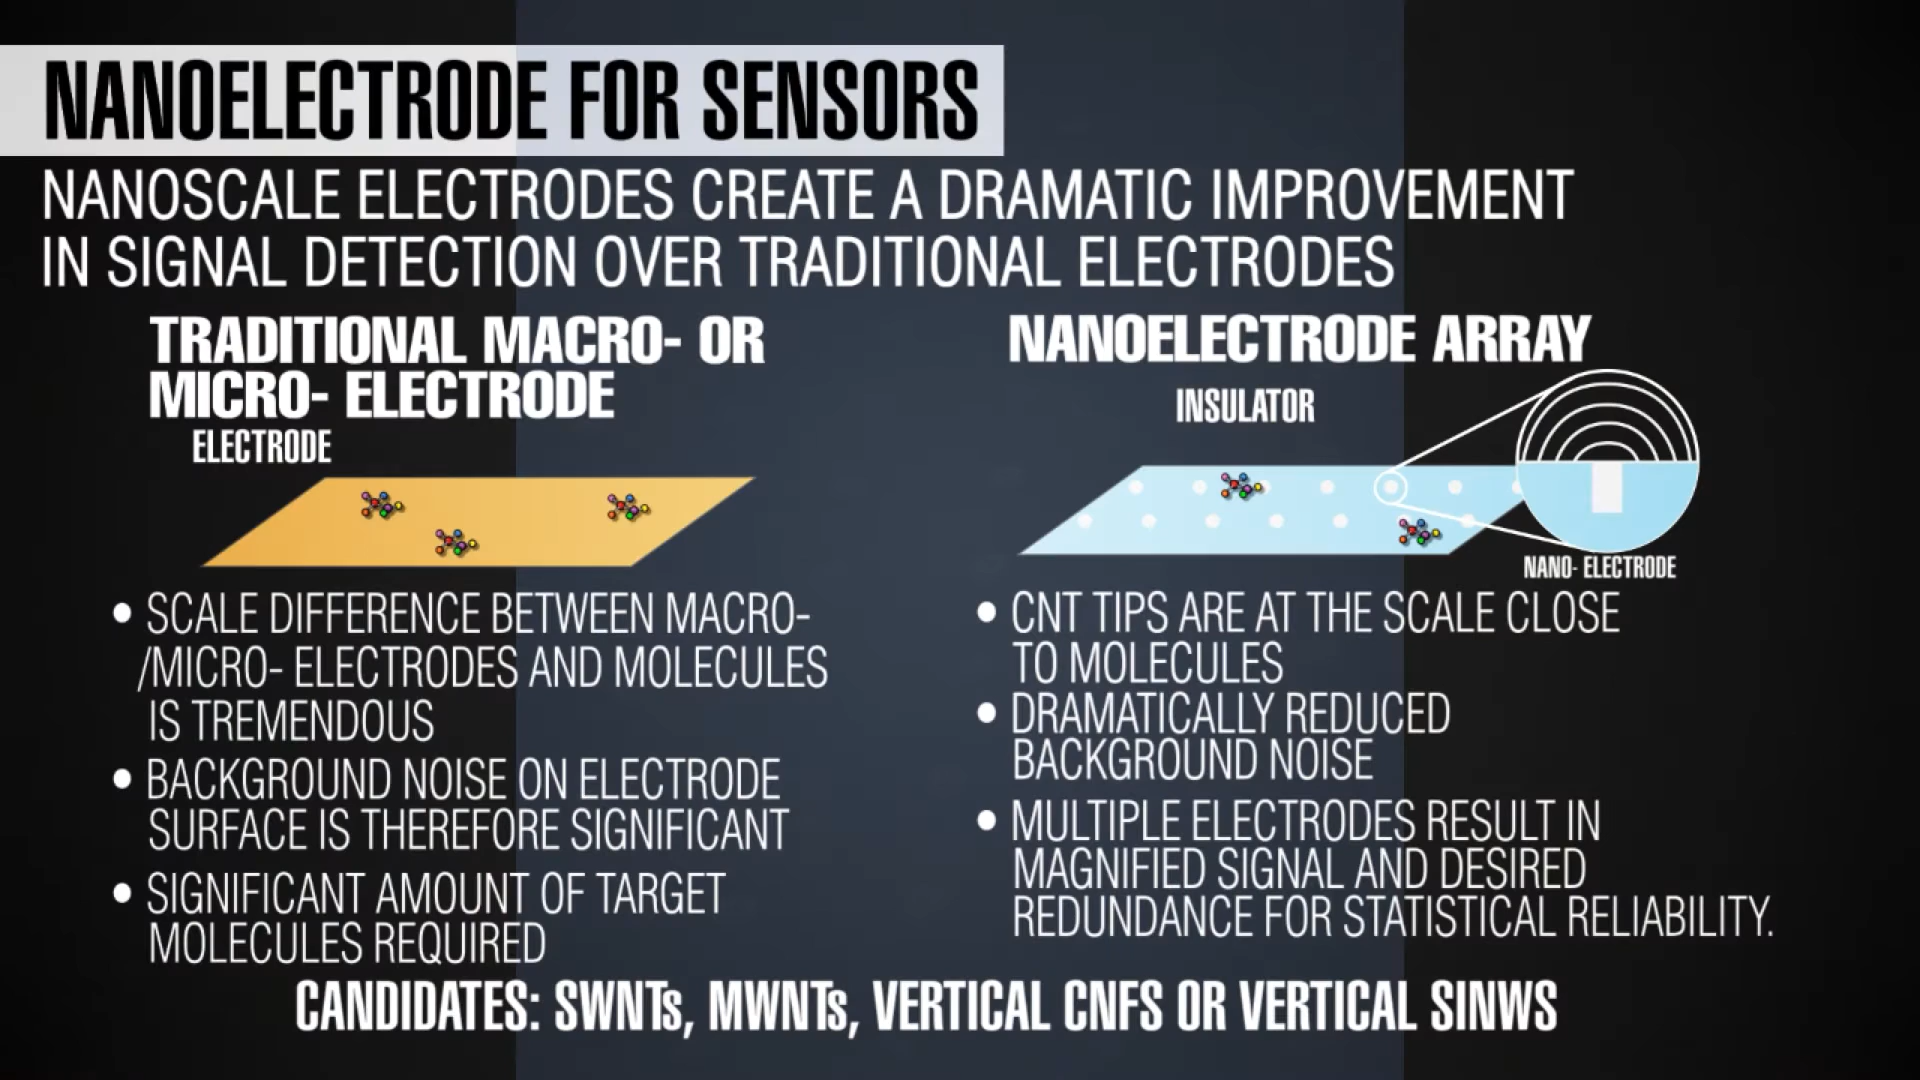 NANOELECTRODE FOR SENSORS
NANOSCALE ELECTRODES CREATE A DRAMATIC IMPROVEMENT
IN SIGNAL DETECTION OVER TRADITIONAL ELECTRODES
TRADITIONAL MACRO- OR
MICRO- ELECTRODE
ELECTRODE
• SCALE DIFFERENCE BETWEEN MACRO-
/MICRO- ELECTRODES AND MOLECULES
IS TREMENDOUS
• BACKGROUND NOISE ON ELECTRODE
SURFACE IS THEREFORE SIGNIFICANT
• SIGNIFICANT AMOUNT OF TARGET
MOLECULES REQUIRED
NANOELECTRODE ARRAY
INSULATOR
NANO- ELECTRODE
• CNT TIPS ARE AT THE SCALE CLOSE
TO MOLECULES
• DRAMATICALLY REDUCED
BACKGROUND NOISE
• MULTIPLE ELECTRODES RESULT IN
MAGNIFIED SIGNAL AND DESIRED
REDUNDANCE FOR STATISTICAL RELIABILITY.
CANDIDATES: SWNTs, MWNTs, VERTICAL CNFS OR VERTICAL SINWS